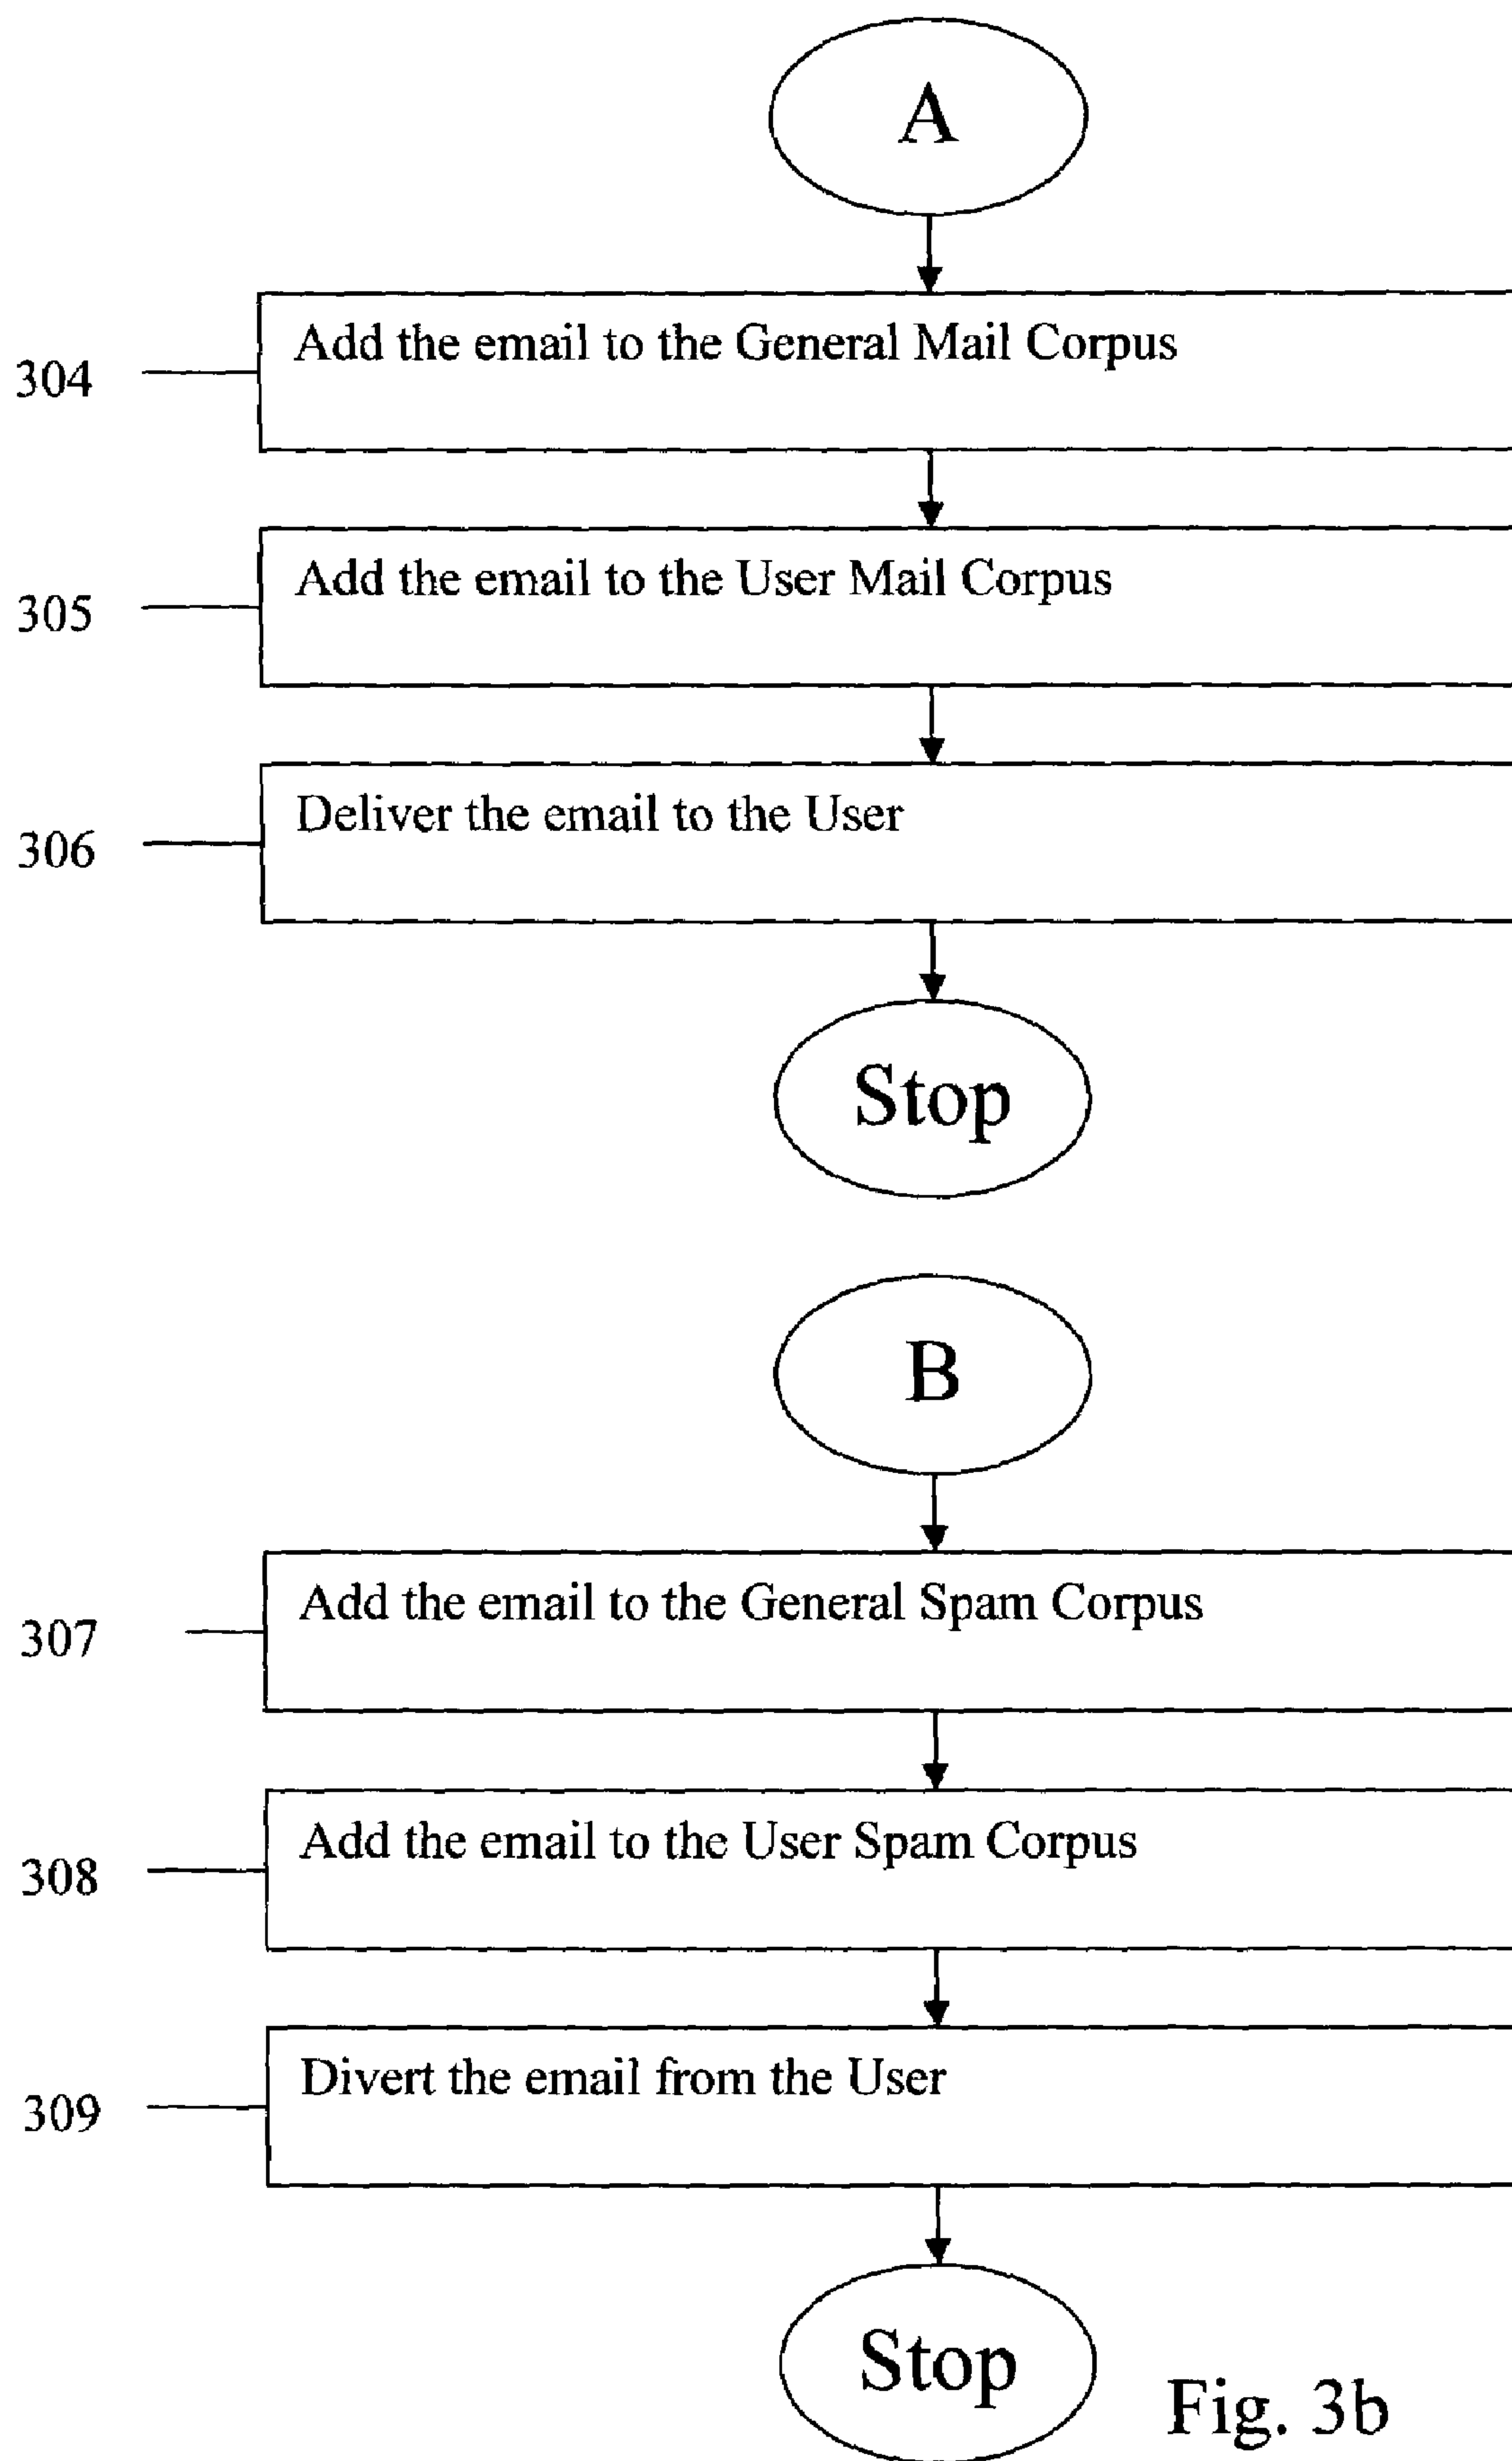 A
304 Add the email to the General Mail Corpus
305 Add the email to the User Mail Corpus
306 Deliver the email to the User
Stop
B
307 Add the email to the General Spam Corpus
308 Add the email to the User Spam Corpus
309 Divert the email from the User
Stop
Fig. 3b